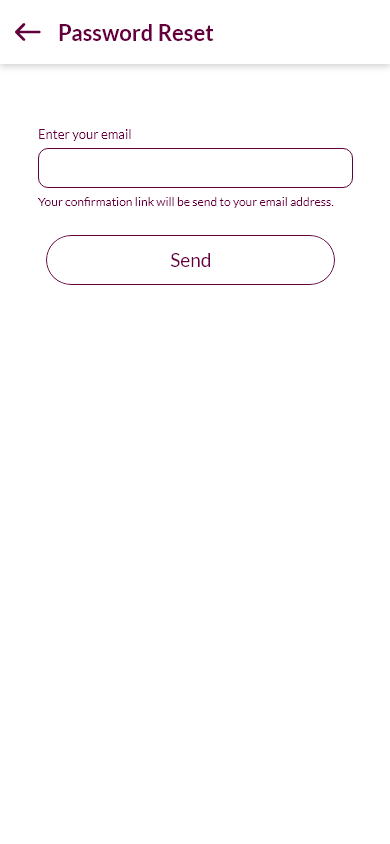 Password Reset
Enter your email
Your confirmation link will be send to your email address.
Send